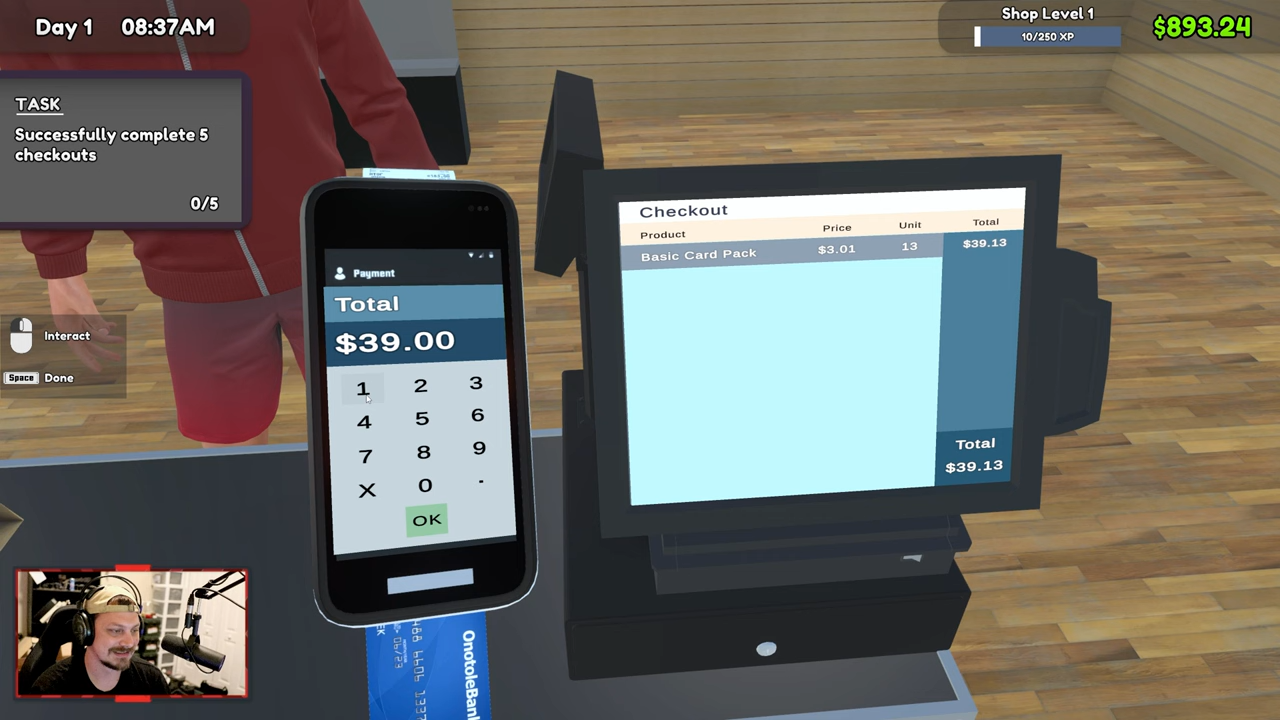 Day 1 08:37AM
Shop Level 1
10/250 XP
$893.24
TASK
Successfully complete 5
checkouts
0/5
Interact
Space Done
Payment
Total
$39.00
1 2 3
4 5 6
7 8 9
X 0 .
OK
Checkout
Product Price Unit Total
Basic Card Pack $3.01 13 $39.13
Total
$39.13
OnotoleBank